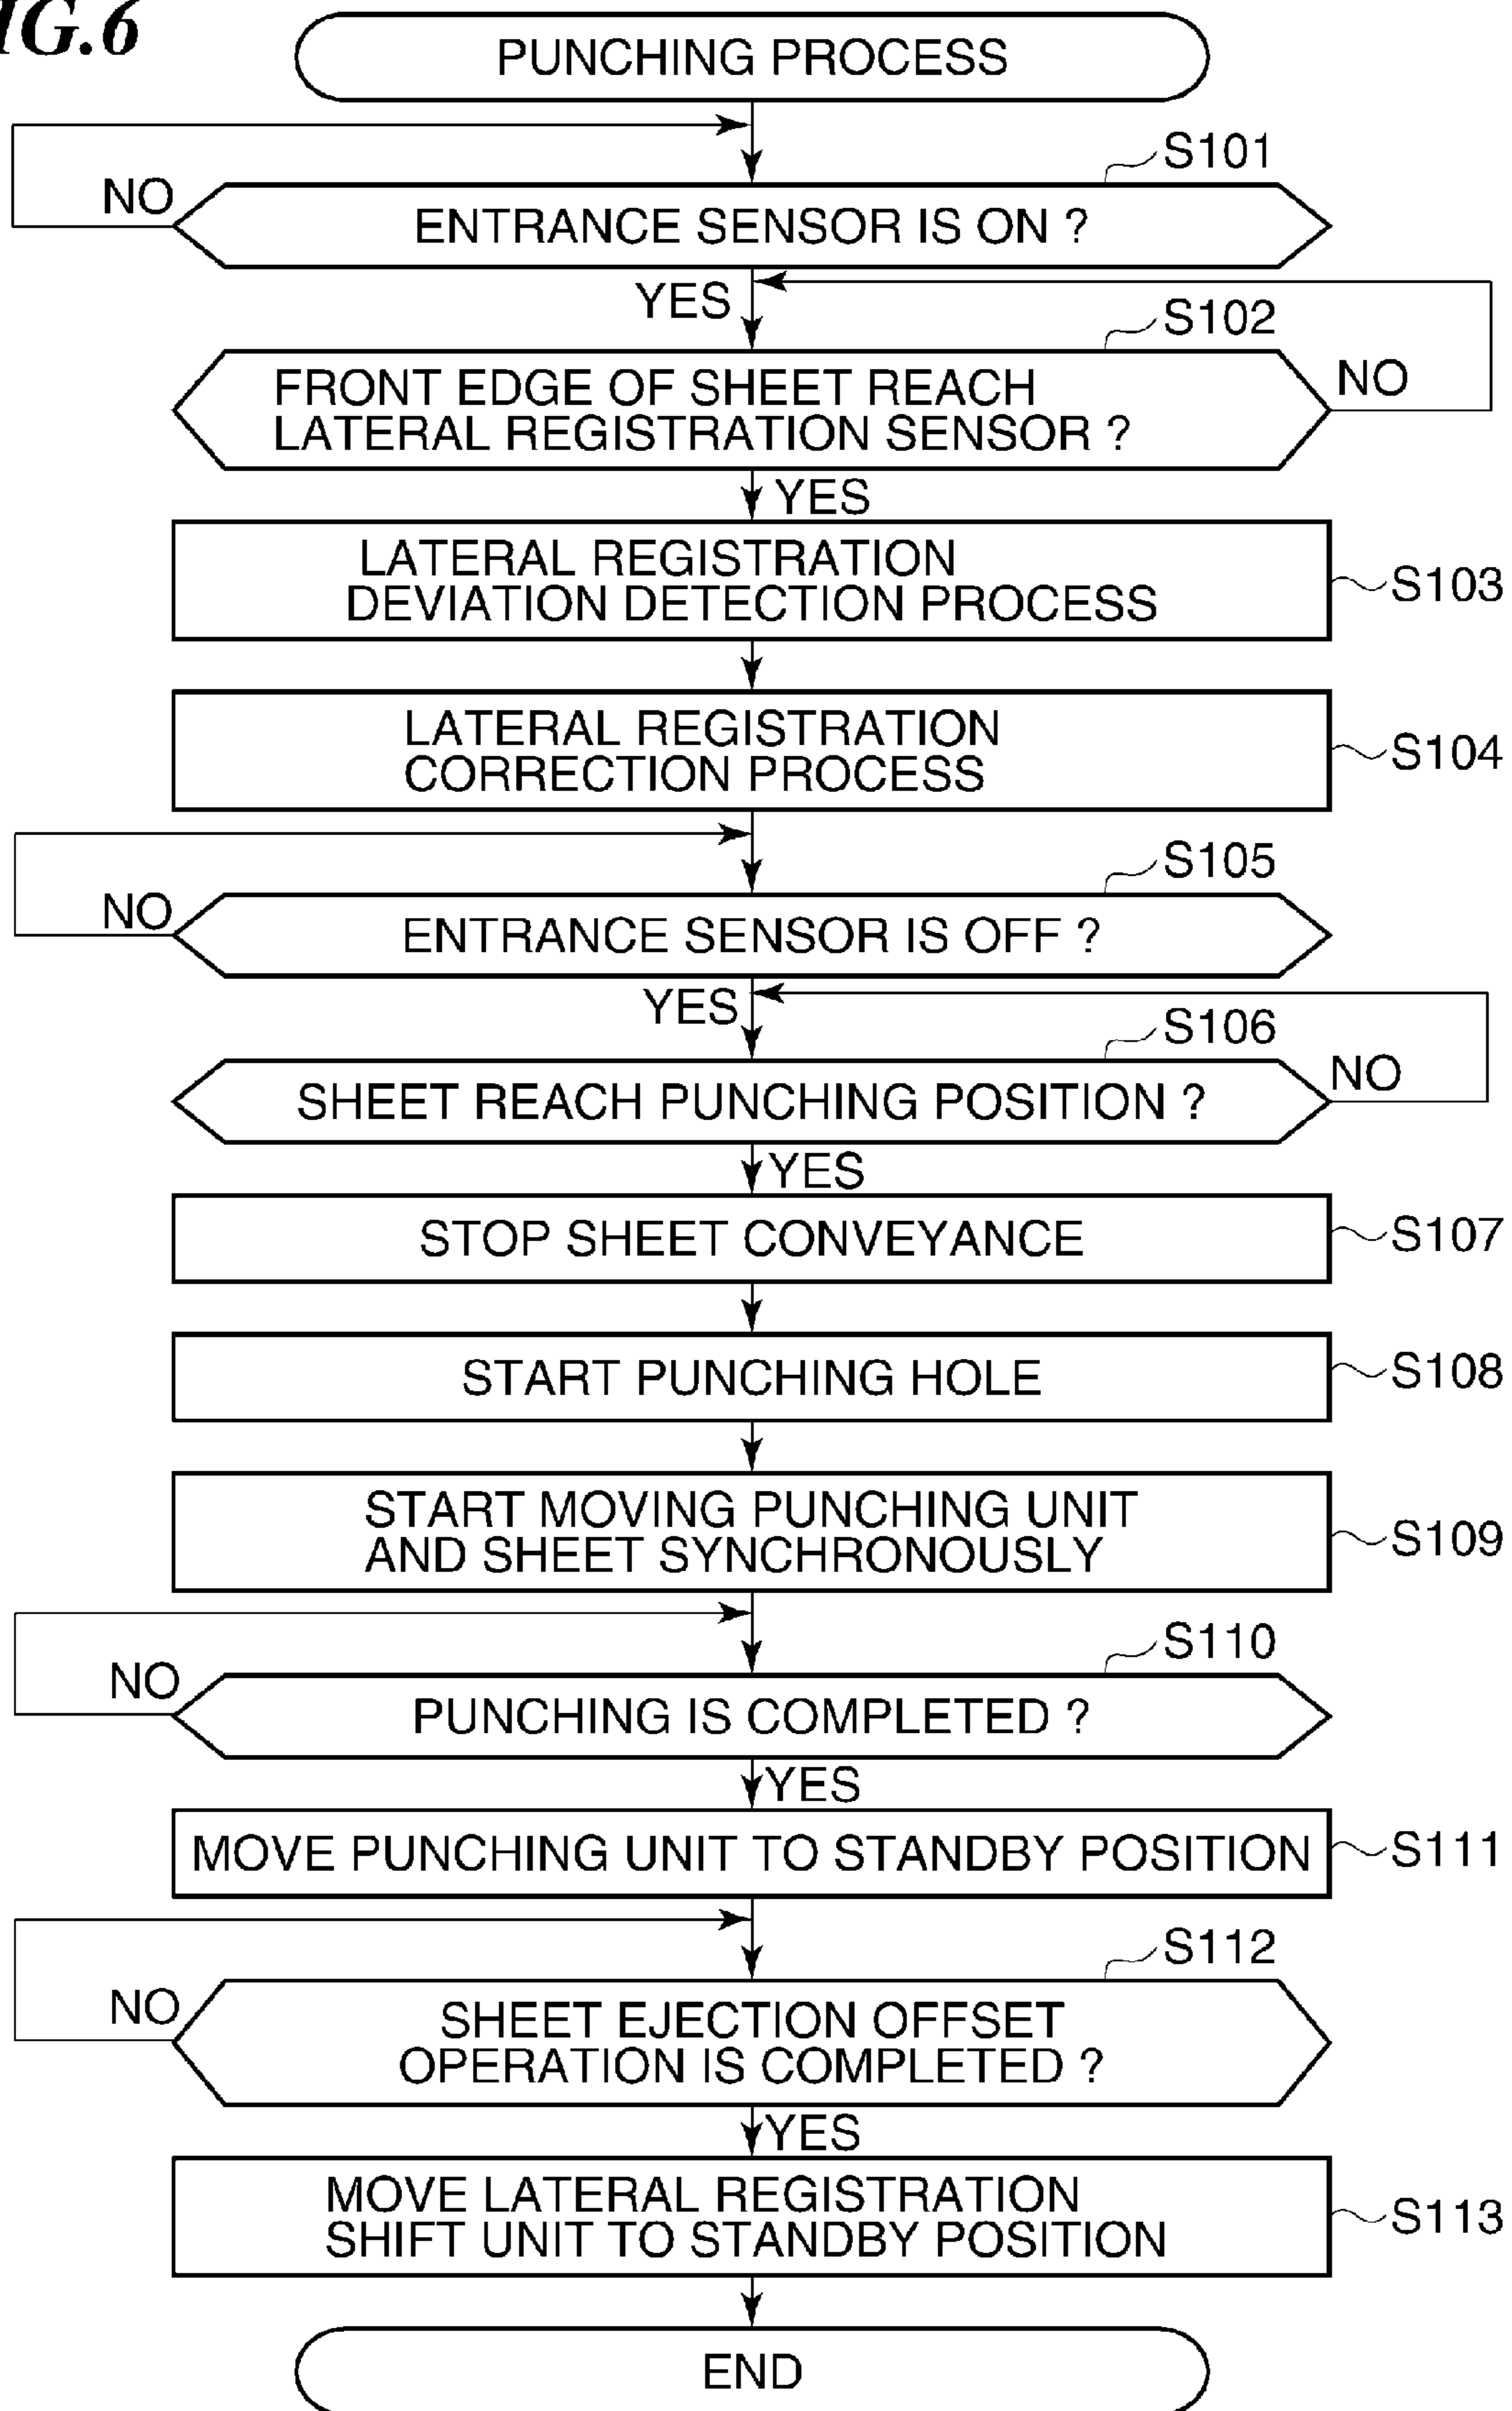 IG.6
PUNCHING PROCESS
S101
NO
ENTRANCE SENSOR IS ON ?
YES
S102
FRONT EDGE OF SHEET REACH
LATERAL REGISTRATION SENSOR ?
NO
YES
LATERAL REGISTRATION
DEVIATION DETECTION PROCESS
S103
LATERAL REGISTRATION
CORRECTION PROCESS
S104
S105
NO
ENTRANCE SENSOR IS OFF ?
YES
S106
SHEET REACH PUNCHING POSITION ?
NO
YES
STOP SHEET CONVEYANCE
S107
START PUNCHING HOLE
S108
START MOVING PUNCHING UNIT
AND SHEET SYNCHRONOUSLY
S109
S110
NO
PUNCHING IS COMPLETED ?
YES
MOVE PUNCHING UNIT TO STANDBY POSITION
S111
S112
NO
SHEET EJECTION OFFSET
OPERATION IS COMPLETED ?
YES
MOVE LATERAL REGISTRATION
SHIFT UNIT TO STANDBY POSITION
S113
END